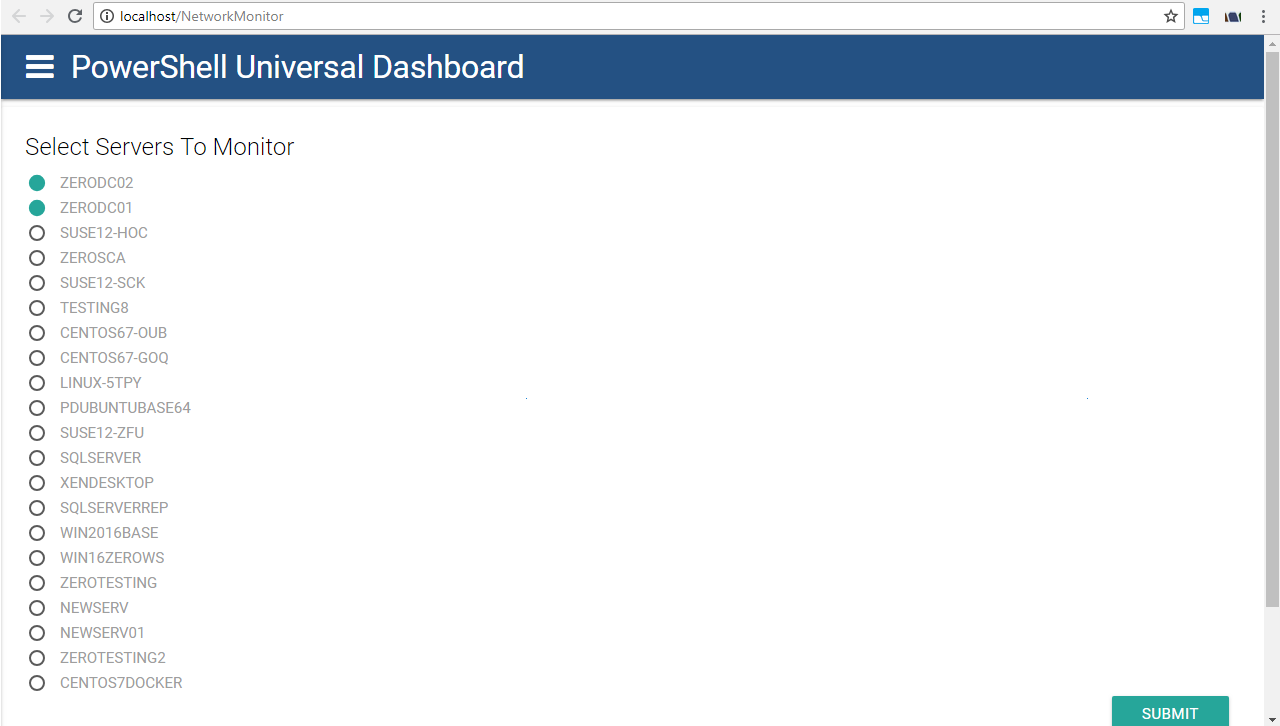 localhost/NetworkMonitor
PowerShell Universal Dashboard
Select Servers To Monitor
ZERODC02
ZERODC01
SUSE12-HOC
ZEROSCA
SUSE12-SCK
TESTING8
CENTOS67-OUB
CENTOS67-GOQ
LINUX-5TPY
PDUBUNTUBASE64
SUSE12-ZFU
SQLSERVER
XENDESKTOP
SQLSERVERREP
WIN2016BASE
WIN16ZEROWS
ZEROTESTING
NEWSERV
NEWSERV01
ZEROTESTING2
CENTOS7DOCKER
SUBMIT